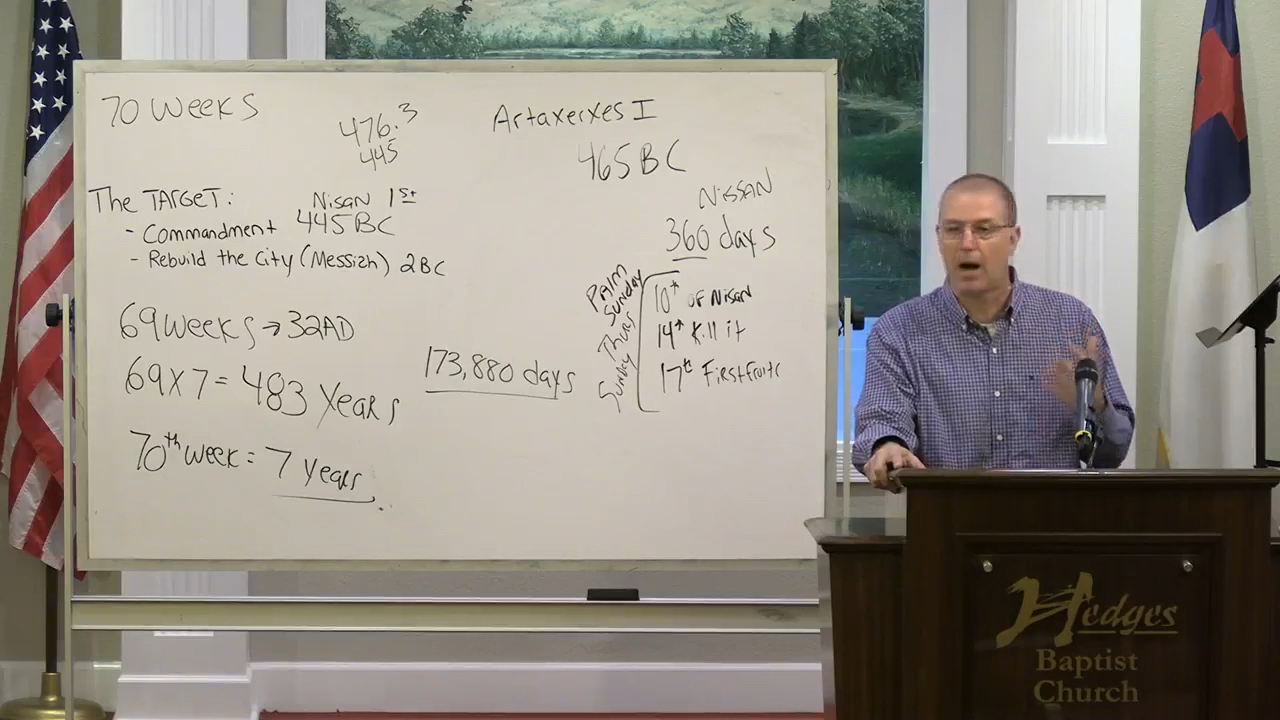 70 Weeks
476.3
445
Artaxerxes I
465 BC
The TARGET:
Nisan 1st
- Commandment 445 BC
- Rebuild the City (Messiah) 2 BC
69 weeks → 32AD
69 x 7 = 483 Years
70th week = 7 years.
173,880 days
NISSAN
360 days
Palm Sunday
Thurs
Sunday
10th of Nisan
14th Kill it
17th Firstfruits
Hedges
Baptist
Church